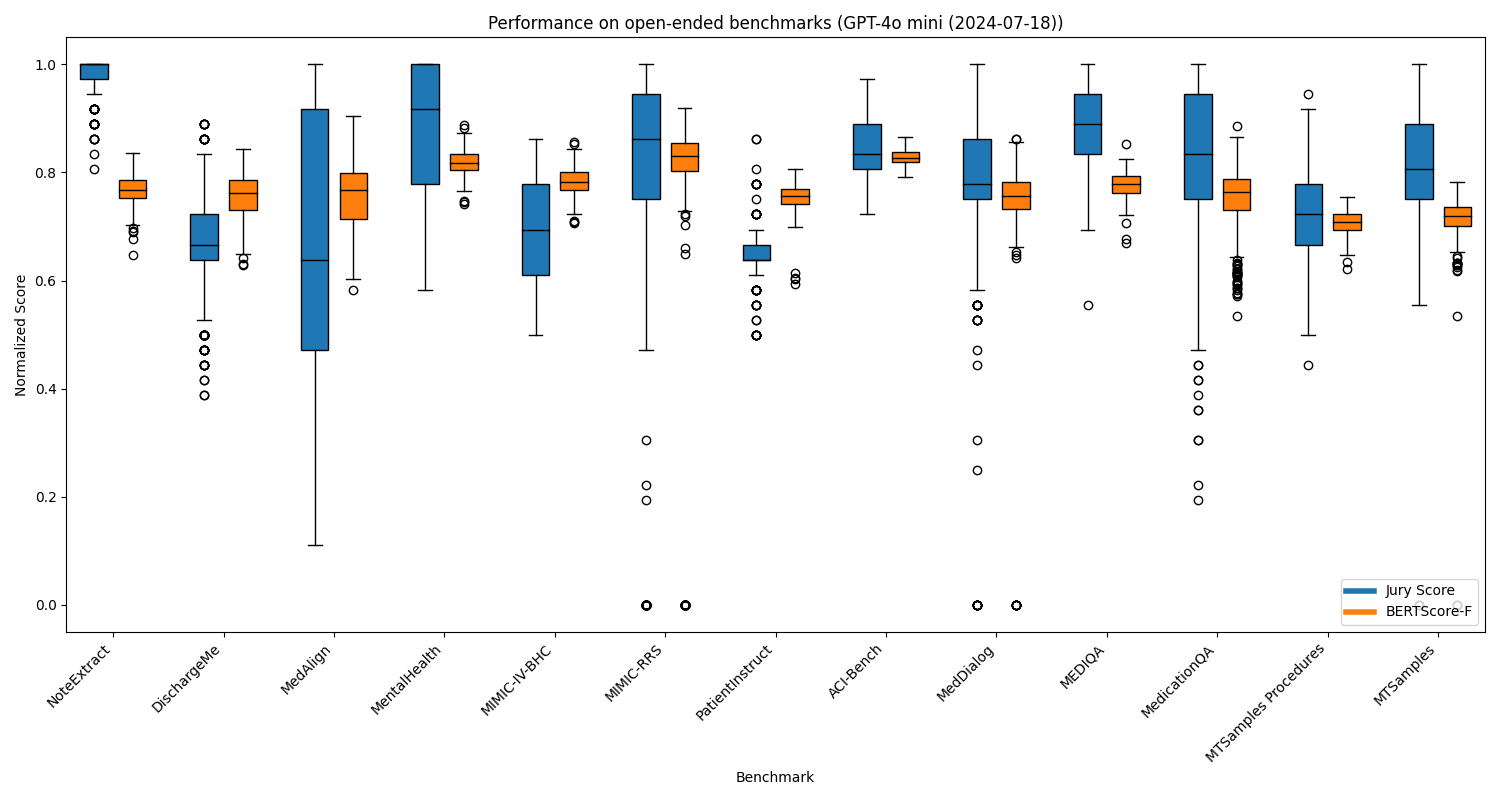 Performance on open-ended benchmarks (GPT-4o mini (2024-07-18))
Normalized Score
1.0
0.8
0.6
0.4
0.2
0.0
Jury Score
BERTScore-F
NoteExtract
DischargeMe
MedAlign
MentalHealth
MIMIC-IV-BHC
MIMIC-RRS
PatientInstruct
ACI-Bench
MedDialog
MEDIQA
MedicationQA
MTSamples Procedures
MTSamples
Benchmark